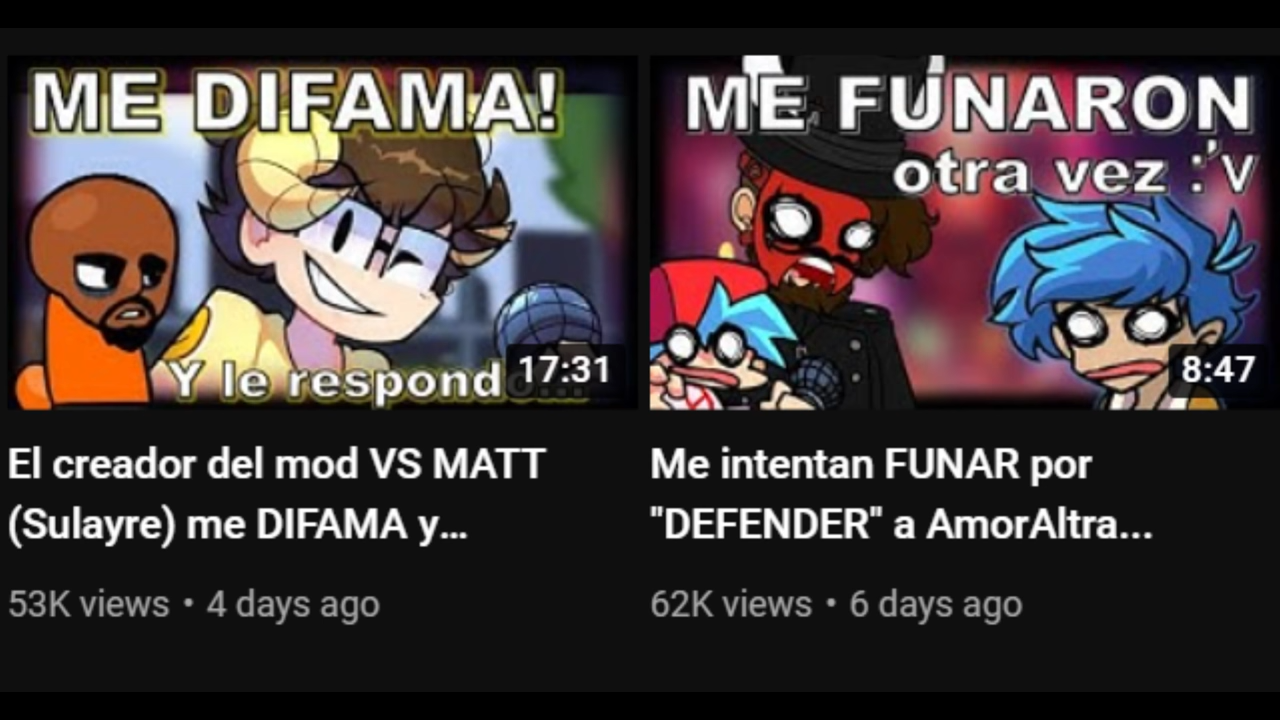 ME DIFAMA!
Y le respondo...
17:31
ME FUNARON
otra vez :'v
8:47
El creador del mod VS MATT
(Sulayre) me DIFAMA y...
53K views • 4 days ago
Me intentan FUNAR por
"DEFENDER" a AmorAltra...
62K views • 6 days ago